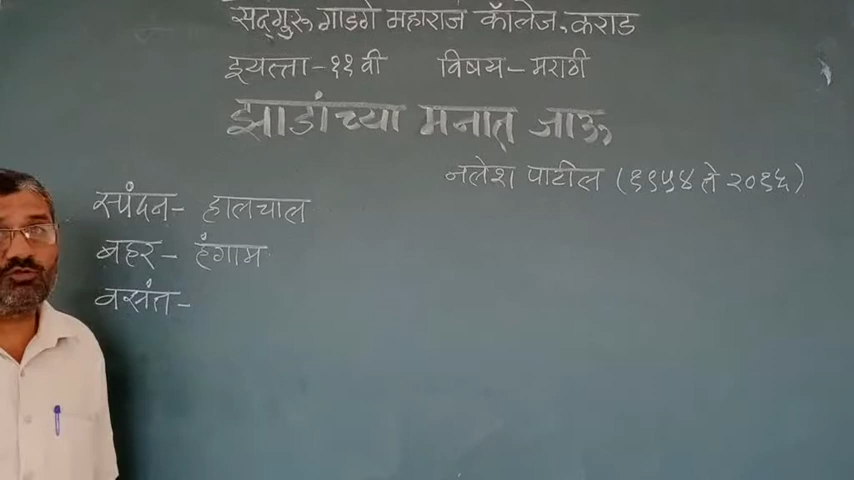 सद्‌गुरु गाडगे महाराज कॉलेज, कराड
इयत्ता - ११ वी विषय - मराठी
झाडांच्या मनात जाऊ
नलेश पाटील (१९५४ ते २०१६)
स्पंदन - हालचाल
बहर - हंगाम
वसंत -